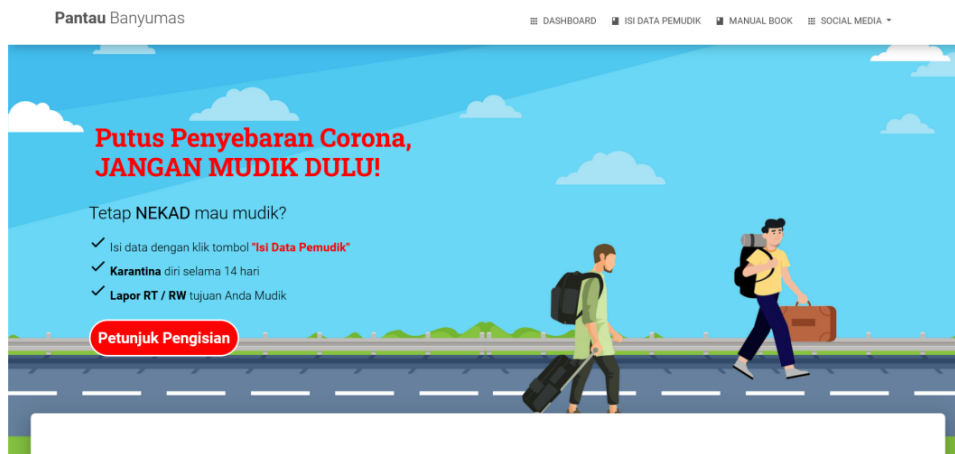 Pantau Banyumas
DASHBOARD ISI DATA PEMUDIK MANUAL BOOK SOCIAL MEDIA
Putus Penyebaran Corona,
JANGAN MUDIK DULU!
Tetap NEKAD mau mudik?
Isi data dengan klik tombol "Isi Data Pemudik"
Karantina diri selama 14 hari
Lapor RT / RW tujuan Anda Mudik
Petunjuk Pengisian